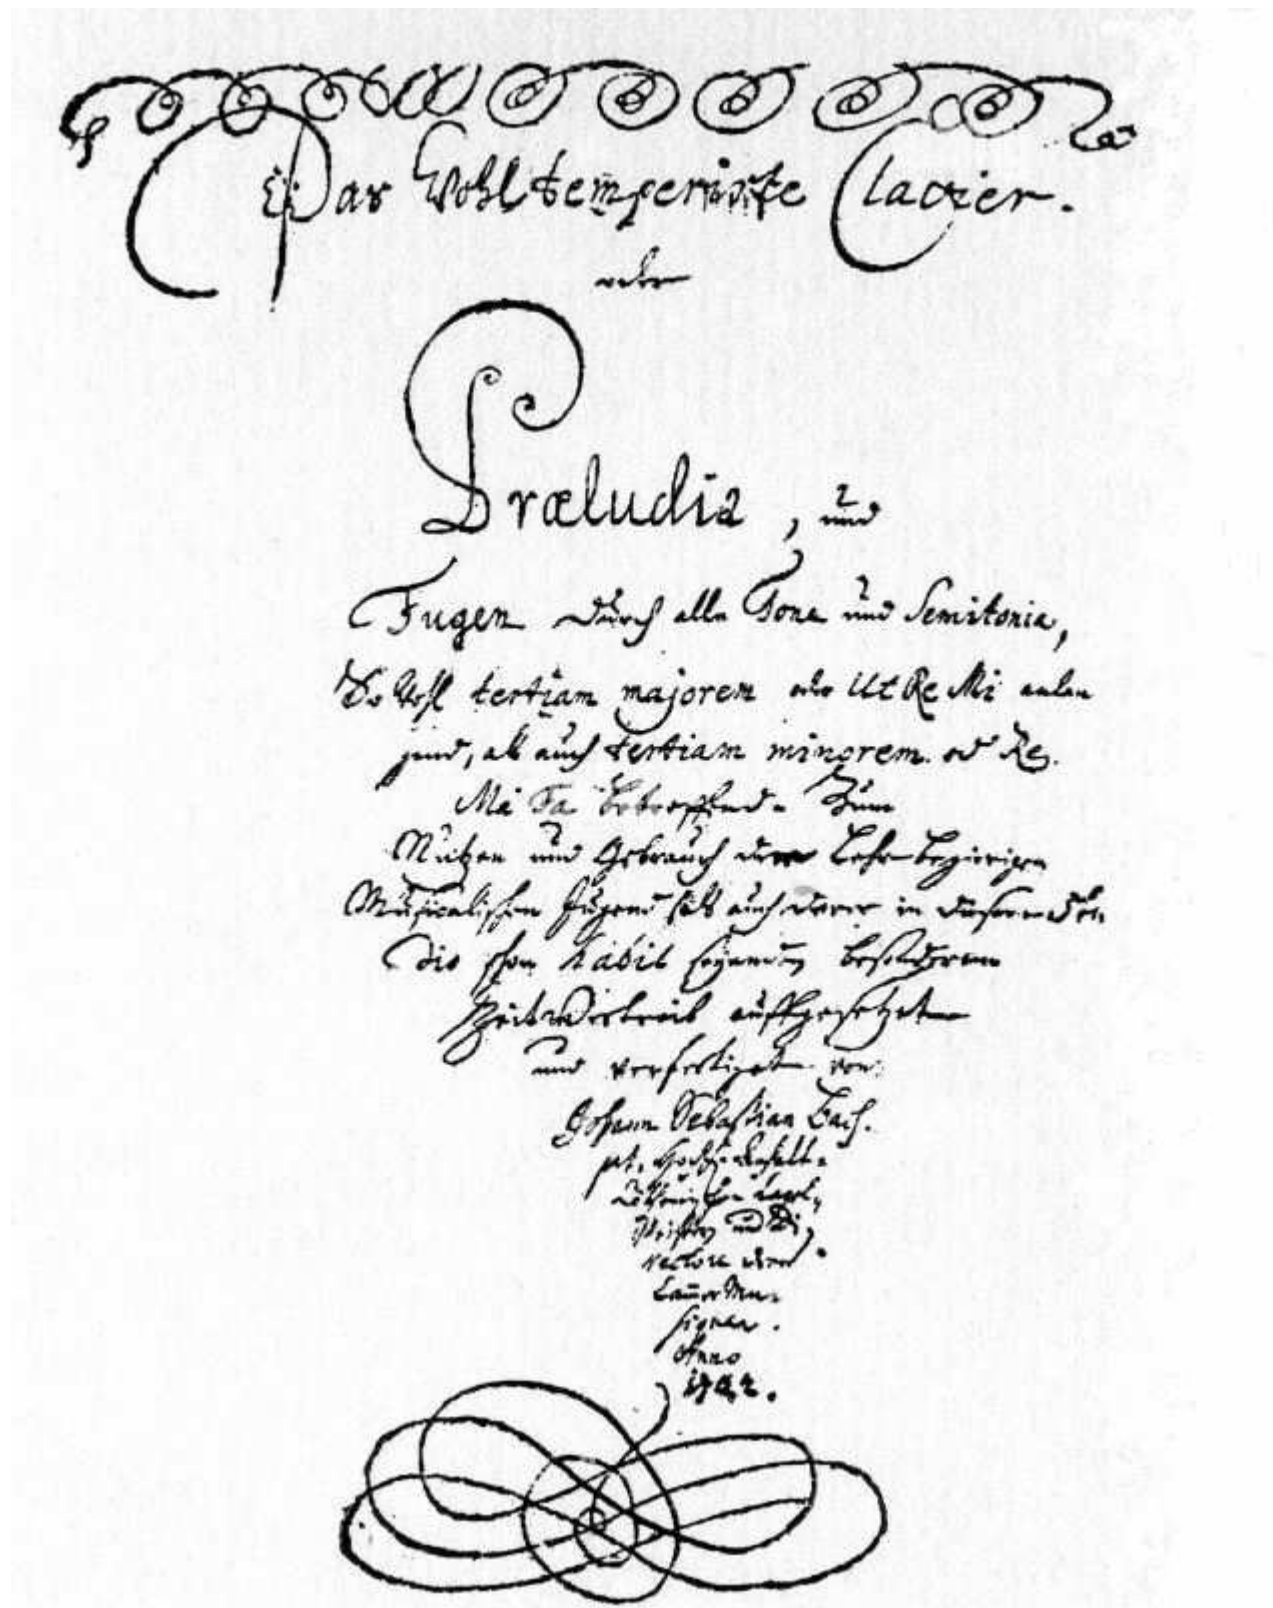 Das Wohltemperirte Clavier.
oder
Præludia, und
Fugen durch alle Tone und Semitonia,
So wohl tertiam majorem oder Ut Re Mi anlan
gend, als auch tertiam minorem od Re
Mi Fa betreffend. Zum
Nutzen und Gebrauch der Lehr-begierigen
Musicalischen Jugend als auch derer in diesem stu
dio schon habil seyenden besonderem
Zeitvertreib auffgesetzet
und verfertiget von
Johann Sebastian Bach.
p.t. Hochf. Anhalt-
Cöthenischen Capel-
Meistern und Di-
rectore derer
Cammer Mu-
siquen.
Anno
1722.